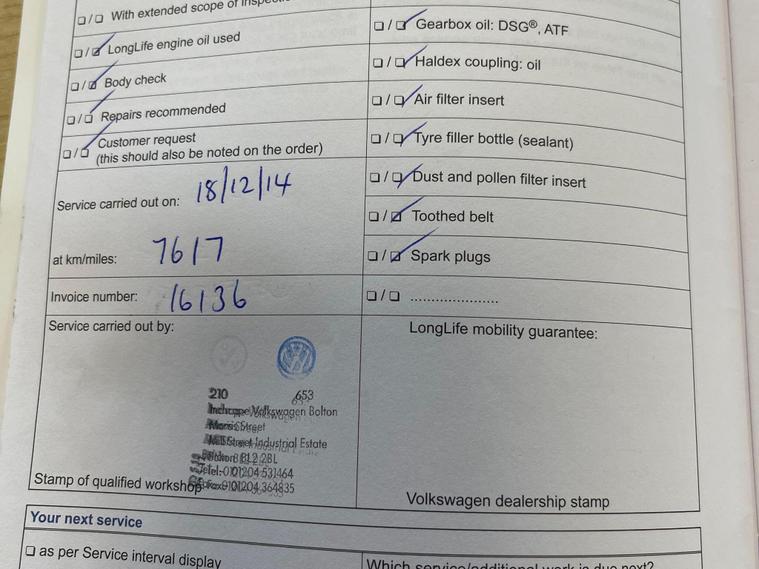 ❏ / ❏ With extended scope of
❏ / ❏ LongLife engine oil used
❏ / ❏ Body check
❏ / ❏ Repairs recommended
❏ / ❏ Customer request
(this should also be noted on the order)
Service carried out on: 18/12/14
at km/miles: 7617
Invoice number: 16136
Service carried out by:
210 653
Inchcape Volkswagen Bolton
Street
Mill Street Industrial Estate
Bolton BL2 2BL
Tel: 01204 531464
Fax: 01204 364835
Stamp of qualified workshop
❏ / ❏ Gearbox oil: DSG®, ATF
❏ / ❏ Haldex coupling: oil
❏ / ❏ Air filter insert
❏ / ❏ Tyre filler bottle (sealant)
❏ / ❏ Dust and pollen filter insert
❏ / ❏ Toothed belt
❏ / ❏ Spark plugs
❏ / ❏ ......................
LongLife mobility guarantee:
Volkswagen dealership stamp
Your next service
❏ as per Service interval display
Which service/additional work is due next?